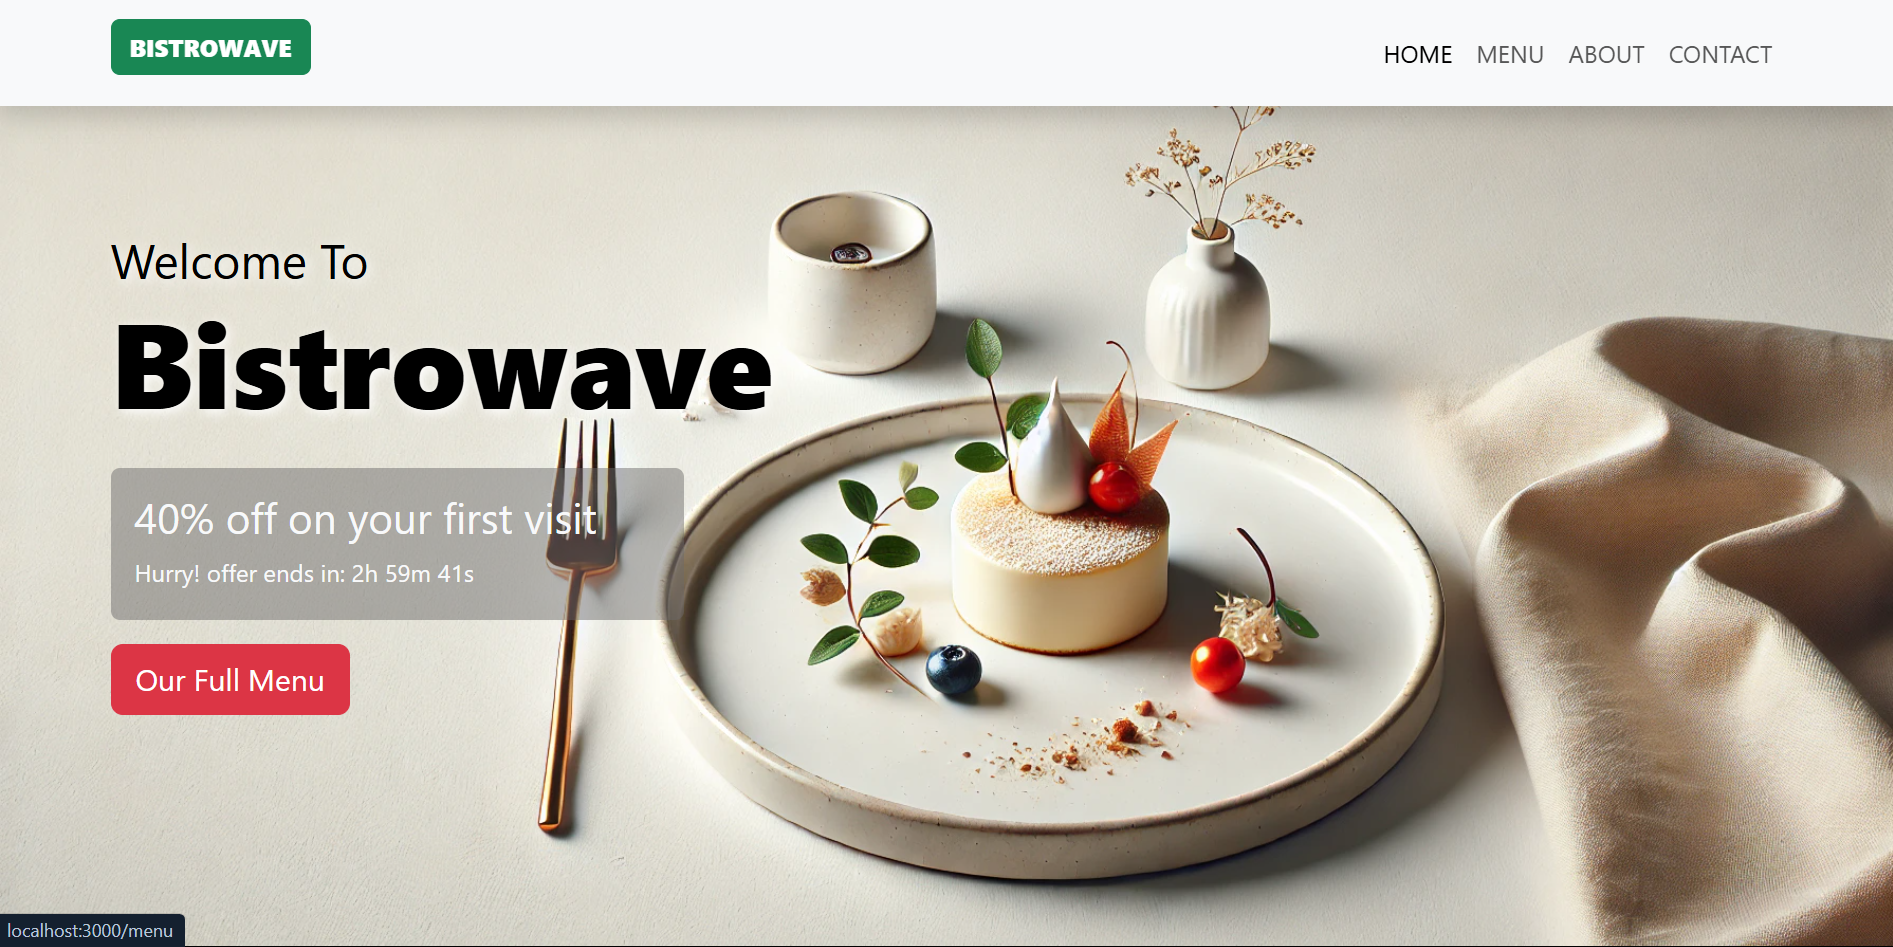 BISTROWAVE
HOME MENU ABOUT CONTACT
Welcome To
Bistrowave
40% off on your first visit
Hurry! offer ends in: 2h 59m 41s
Our Full Menu
localhost:3000/menu